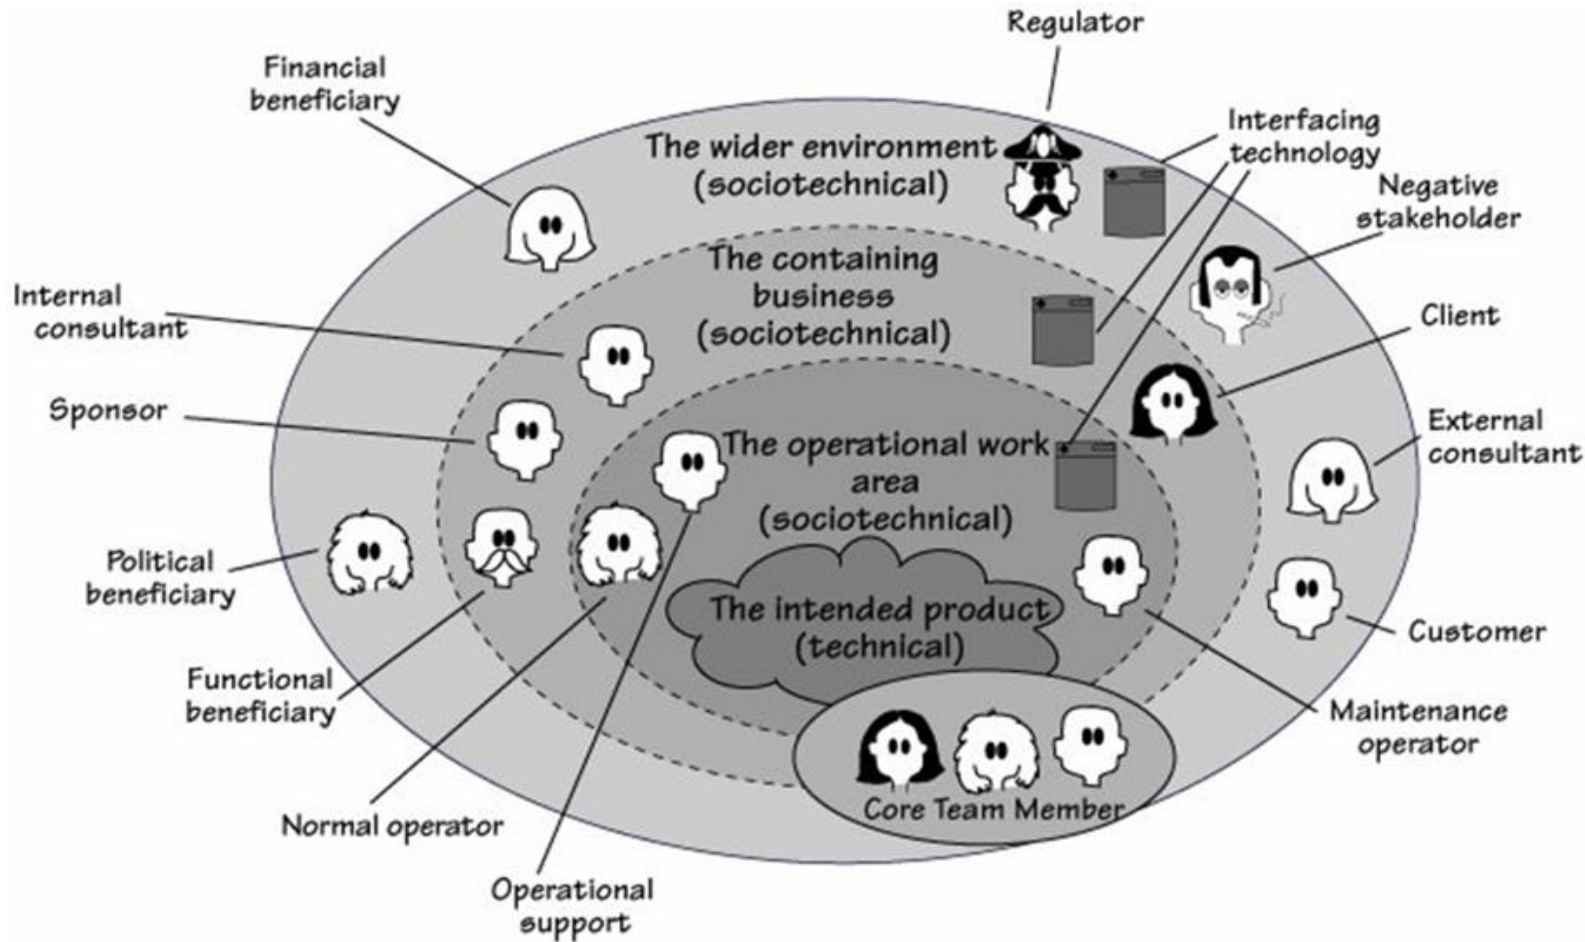 Regulator
Financial
beneficiary
Interfacing
technology
The wider environment
(sociotechnical)
Negative
stakeholder
The containing
business
(sociotechnical)
Internal
consultant
Client
Sponsor
External
consultant
The operational work
area
(sociotechnical)
Political
beneficiary
The intended product
(technical)
Customer
Functional
beneficiary
Maintenance
operator
Core Team Member
Normal operator
Operational
support